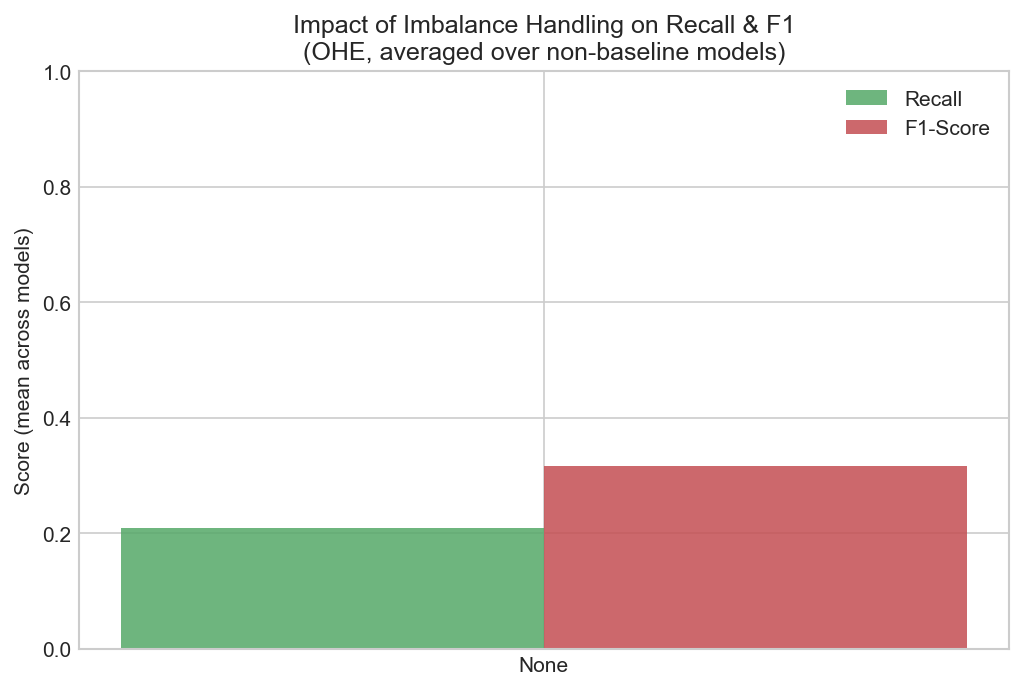 Impact of Imbalance Handling on Recall & F1
(OHE, averaged over non-baseline models)
Recall
F1-Score
Score (mean across models)
1.0
0.8
0.6
0.4
0.2
0.0
None